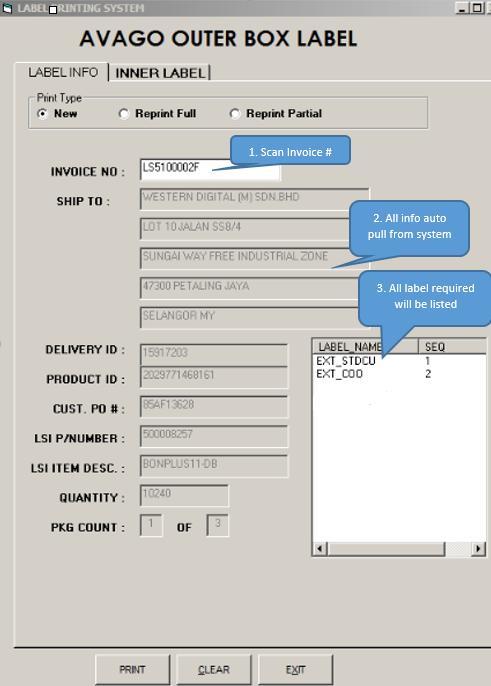 LABEL PRINTING SYSTEM
AVAGO OUTER BOX LABEL
LABEL INFO INNER LABEL
Print Type
New Reprint Full Reprint Partial
1. Scan Invoice #
INVOICE NO : LS5100002F
SHIP TO : WESTERN DIGITAL (M) SDN.BHD
LOT 10 JALAN SS8/4
2. All info auto
pull from system
SUNGAI WAY FREE INDUSTRIAL ZONE
47300 PETALING JAYA
3. All label required
will be listed
SELANGOR MY
DELIVERY ID : 15917203
PRODUCT ID : 2029771468161
CUST. PO # : 85AF13628
LSI P/NUMBER : 500008257
LSI ITEM DESC. : BONPLUS11-DB
QUANTITY : 10240
PKG COUNT : 1 OF 3
LABEL_NAME SEQ
EXT_STDCU 1
EXT_COO 2
PRINT CLEAR EXIT